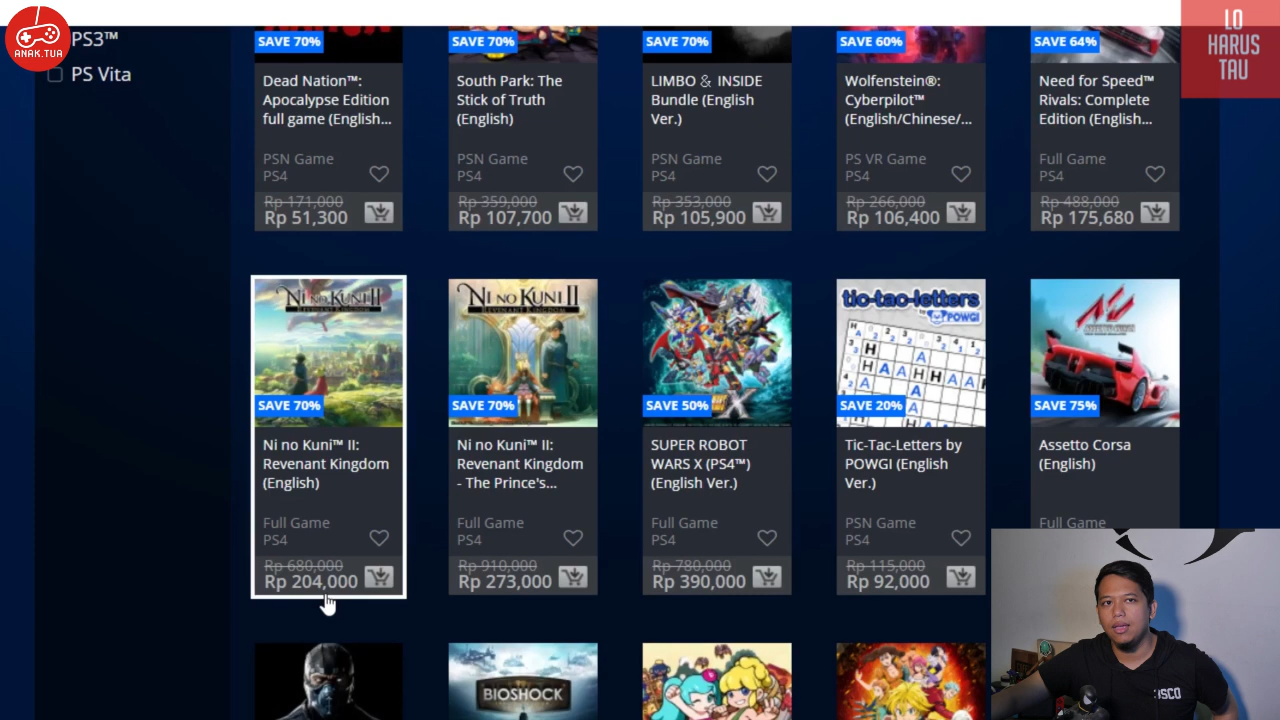 PS3™
PS Vita
ANAK.TUA
LO
HARUS
TAU
SAVE 70%
Dead Nation™:
Apocalypse Edition
full game (English...
PSN Game
PS4
Rp 171,000
Rp 51,300
SAVE 70%
South Park: The
Stick of Truth
(English)
PSN Game
PS4
Rp 359,000
Rp 107,700
SAVE 70%
LIMBO & INSIDE
Bundle (English
Ver.)
PSN Game
PS4
Rp 353,000
Rp 105,900
SAVE 60%
Wolfenstein®:
Cyberpilot™
(English/Chinese/...
PS VR Game
PS4
Rp 266,000
Rp 106,400
SAVE 64%
Need for Speed™
Rivals: Complete
Edition (English...
Full Game
PS4
Rp 488,000
Rp 175,680
NI NO KUNI II
REVENANT KINGDOM
SAVE 70%
Ni no Kuni™ II:
Revenant Kingdom
(English)
Full Game
PS4
Rp 680,000
Rp 204,000
NI NO KUNI II
REVENANT KINGDOM
SAVE 70%
Ni no Kuni™ II:
Revenant Kingdom
- The Prince's...
Full Game
PS4
Rp 910,000
Rp 273,000
X
SAVE 50%
SUPER ROBOT
WARS X (PS4™)
(English Ver.)
Full Game
PS4
Rp 780,000
Rp 390,000
tic-tac-letters
by POWGI
SAVE 20%
Tic-Tac-Letters by
POWGI (English
Ver.)
PSN Game
PS4
Rp 115,000
Rp 92,000
SAVE 75%
Assetto Corsa
(English)
Full Game
BIOSHOCK